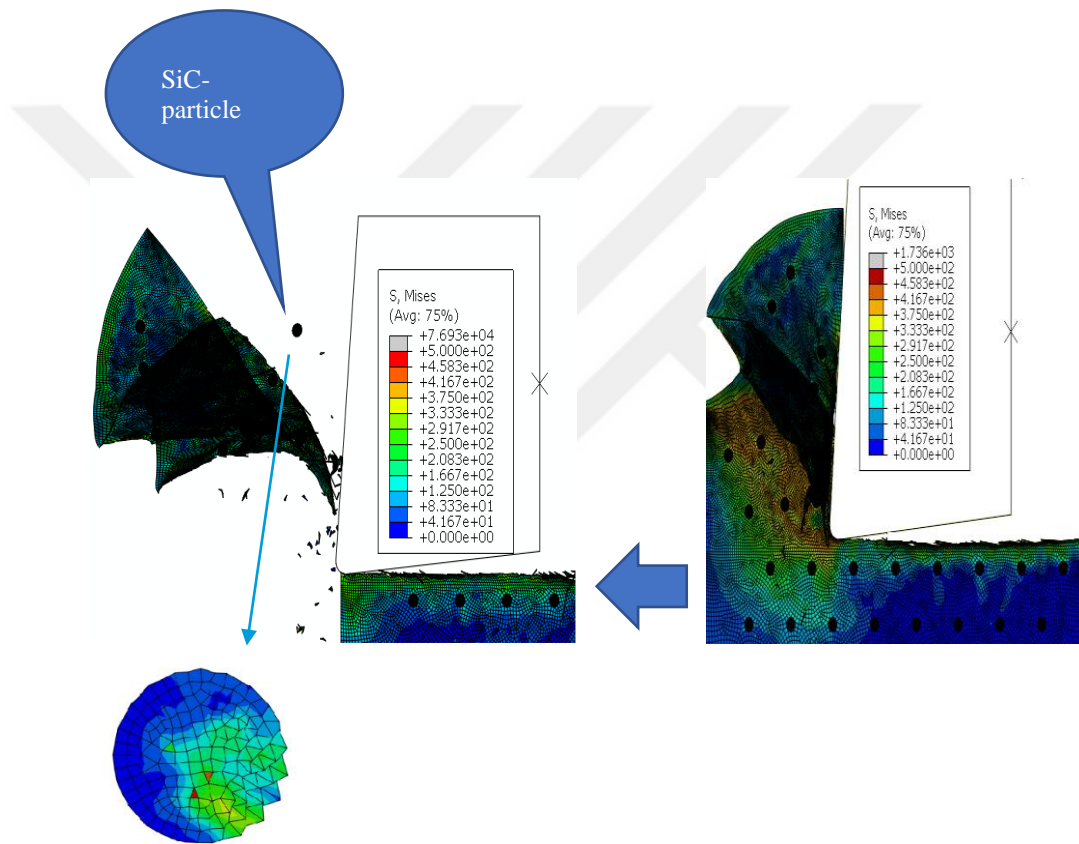 SiC-
particle
S, Mises
(Avg: 75%)
+7.693e+04
+5.000e+02
+4.583e+02
+4.167e+02
+3.750e+02
+3.333e+02
+2.917e+02
+2.500e+02
+2.083e+02
+1.667e+02
+1.250e+02
+8.333e+01
+4.167e+01
+0.000e+00
S, Mises
(Avg: 75%)
+1.736e+03
+5.000e+02
+4.583e+02
+4.167e+02
+3.750e+02
+3.333e+02
+2.917e+02
+2.500e+02
+2.083e+02
+1.667e+02
+1.250e+02
+8.333e+01
+4.167e+01
+0.000e+00